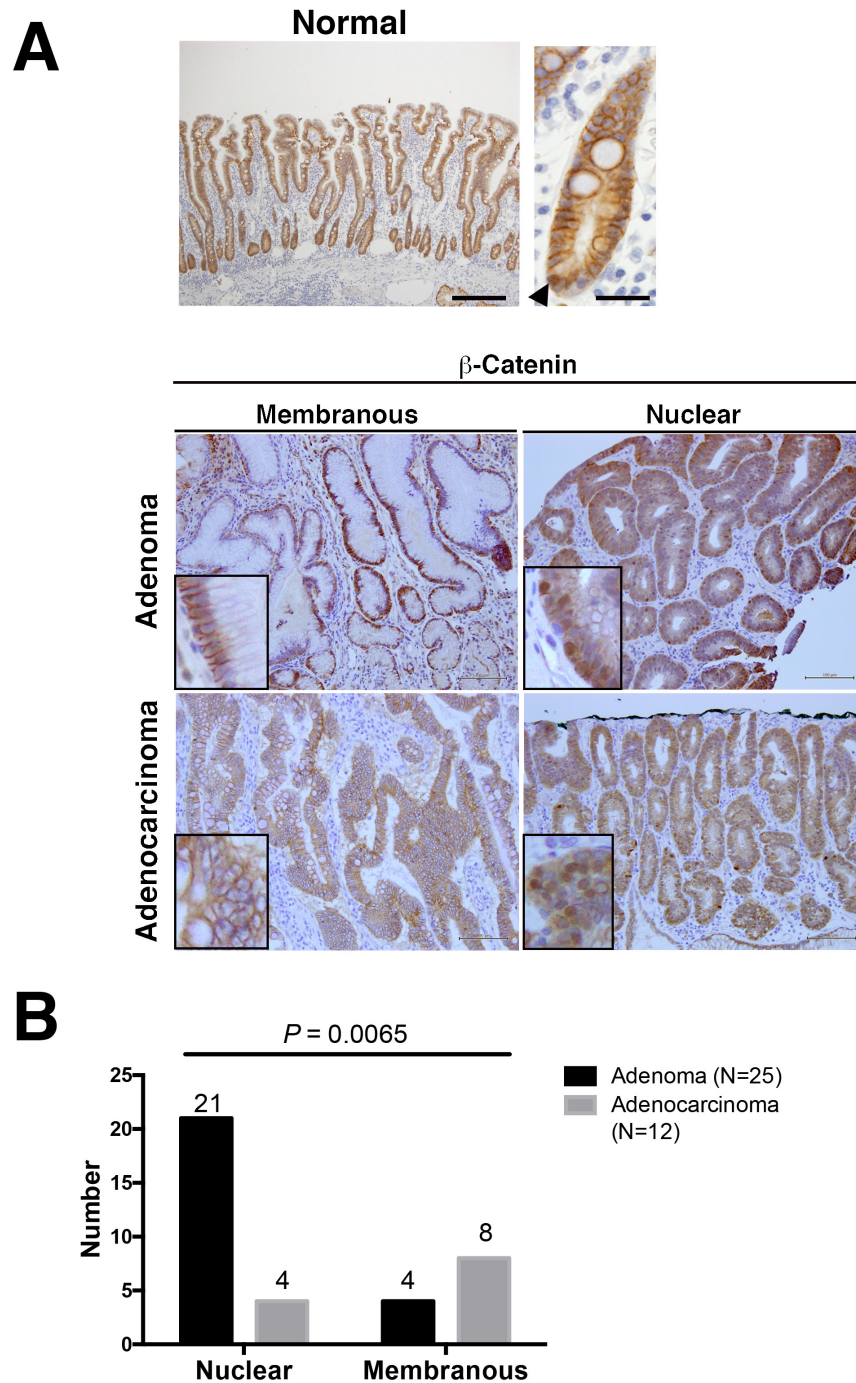 A
Normal
β-Catenin
Membranous
Nuclear
Adenoma
Adenocarcinoma
B
P = 0.0065
25
20
15
10
5
0
Number
21
4
4
8
Nuclear
Membranous
Adenoma (N=25)
Adenocarcinoma
(N=12)